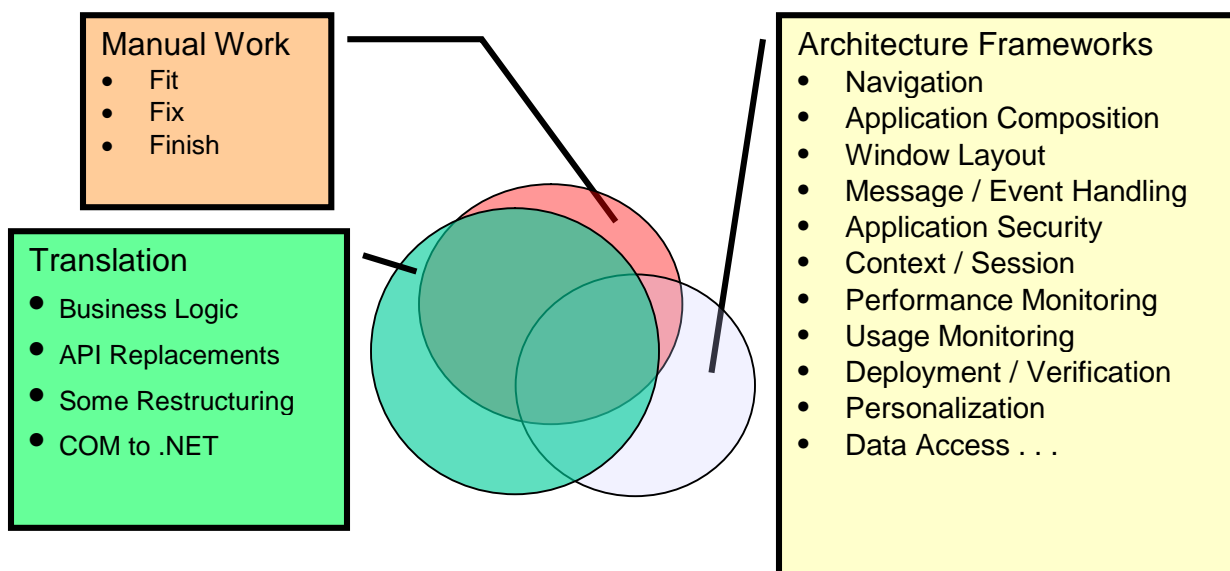 Manual Work
• Fit
• Fix
• Finish
Translation
• Business Logic
• API Replacements
• Some Restructuring
• COM to .NET
Architecture Frameworks
• Navigation
• Application Composition
• Window Layout
• Message / Event Handling
• Application Security
• Context / Session
• Performance Monitoring
• Usage Monitoring
• Deployment / Verification
• Personalization
• Data Access . . .